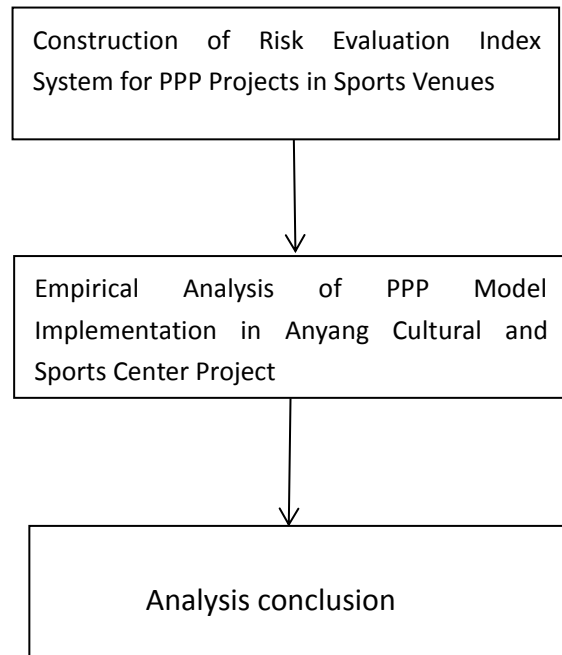 Construction of Risk Evaluation Index
System for PPP Projects in Sports Venues
Empirical Analysis of PPP Model
Implementation in Anyang Cultural and
Sports Center Project
Analysis conclusion